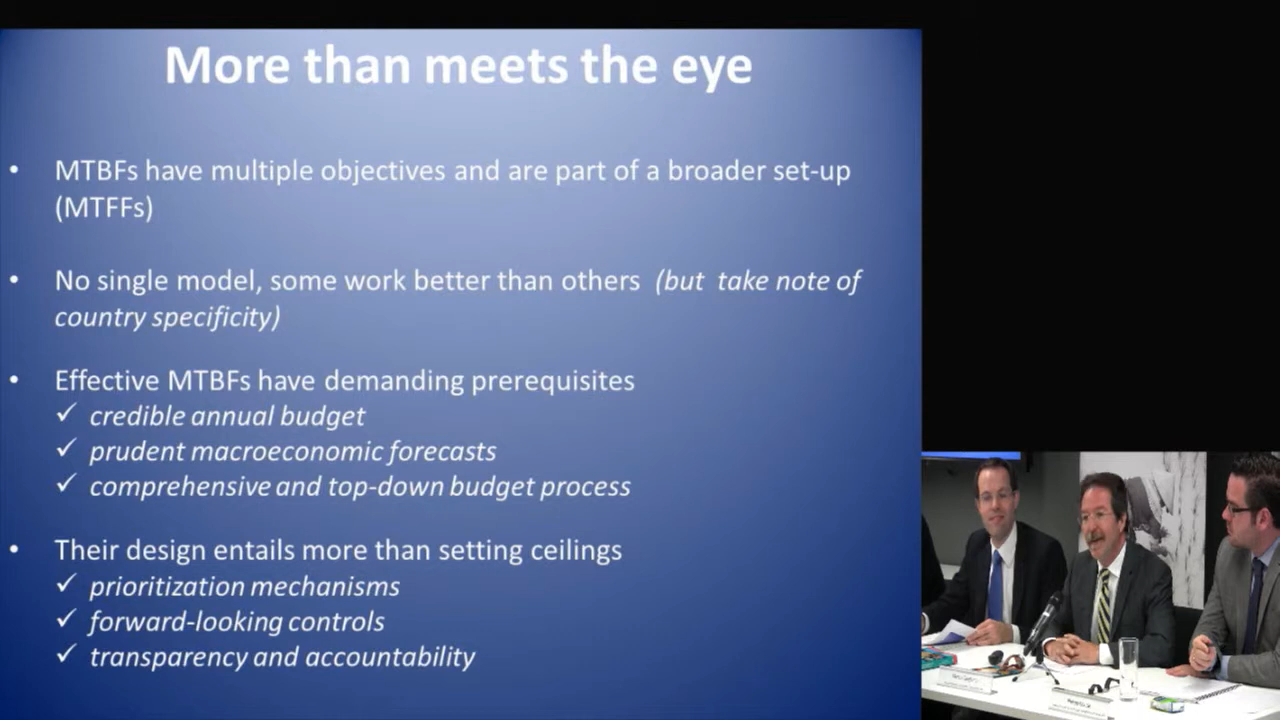 More than meets the eye
• MTBFs have multiple objectives and are part of a broader set-up
(MTFFs)
• No single model, some work better than others (but take note of
country specificity)
• Effective MTBFs have demanding prerequisites
✓ credible annual budget
✓ prudent macroeconomic forecasts
✓ comprehensive and top-down budget process
• Their design entails more than setting ceilings
✓ prioritization mechanisms
✓ forward-looking controls
✓ transparency and accountability